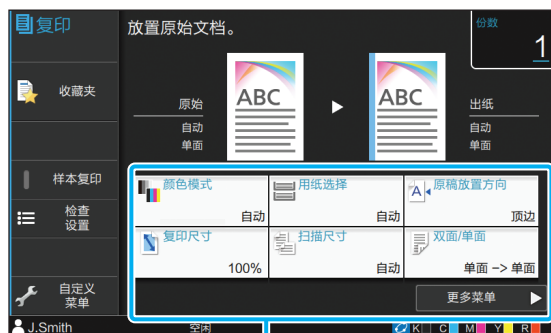 复印
放置原始文档。
份数
1
收藏夹
ABC
ABC
原始
自动
单面
出纸
自动
单面
样本复印
检查
设置
自定义
菜单
颜色模式
自动
用纸选择
自动
原稿放置方向
A
顶边
复印尺寸
100%
扫描尺寸
自动
双面/单面
单面 –> 单面
更多菜单
J.Smith
空闲
K C M Y R